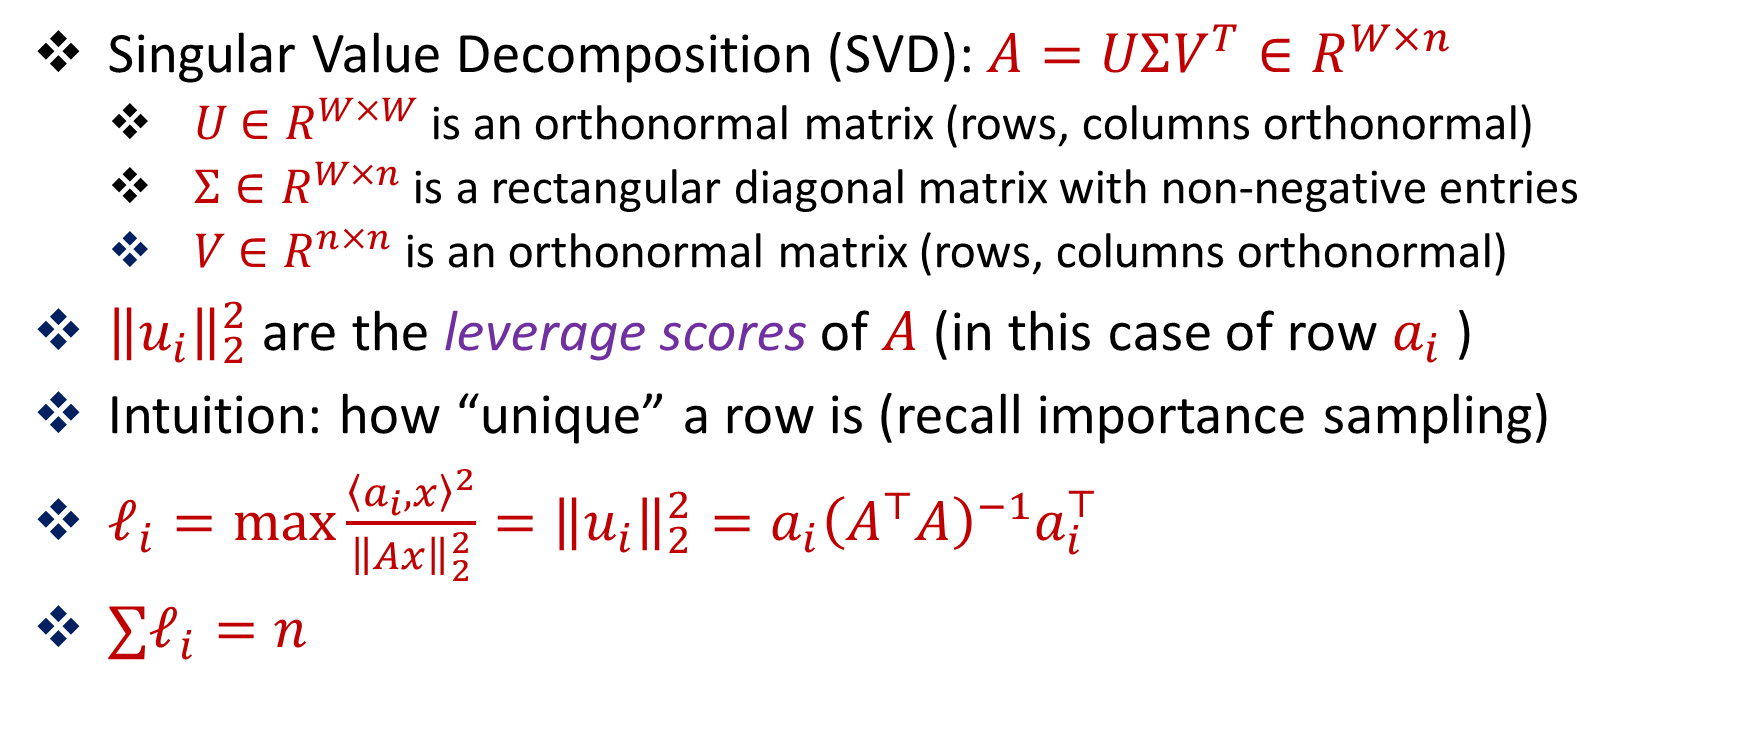 ❖ Singular Value Decomposition (SVD): A = UΣV^T ∈ R^{W×n}
❖ U ∈ R^{W×W} is an orthonormal matrix (rows, columns orthonormal)
❖ Σ ∈ R^{W×n} is a rectangular diagonal matrix with non-negative entries
❖ V ∈ R^{n×n} is an orthonormal matrix (rows, columns orthonormal)
❖ ‖u_i‖_2^2 are the leverage scores of A (in this case of row a_i )
❖ Intuition: how “unique” a row is (recall importance sampling)
❖ ℓ_i = max ⟨a_i,x⟩^2 / ‖Ax‖_2^2 = ‖u_i‖_2^2 = a_i(A^⊤A)^{−1}a_i^⊤
❖ ∑ℓ_i = n